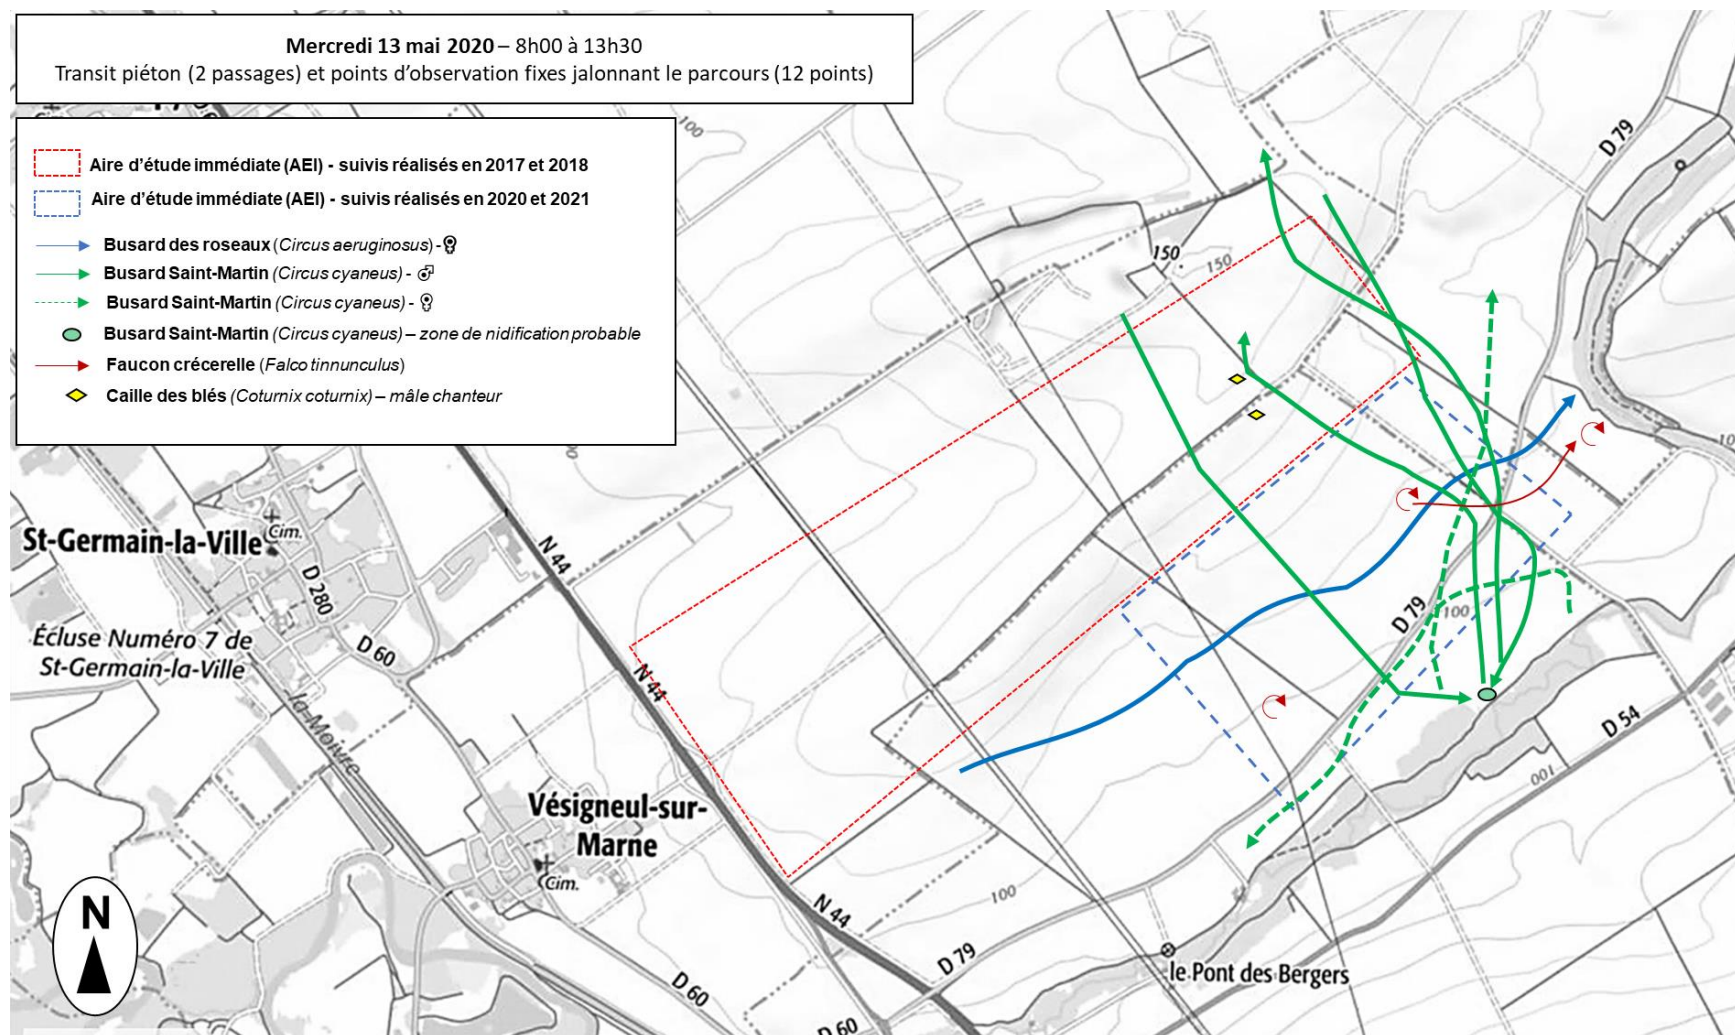 Mercredi 13 mai 2020 – 8h00 à 13h30
Transit piéton (2 passages) et points d'observation fixes jalonnant le parcours (12 points)
Aire d'étude immédiate (AEI) - suivis réalisés en 2017 et 2018
Aire d'étude immédiate (AEI) - suivis réalisés en 2020 et 2021
Busard des roseaux (Circus aeruginosus) -
Busard Saint-Martin (Circus cyaneus) -
Busard Saint-Martin (Circus cyaneus) -
Busard Saint-Martin (Circus cyaneus) – zone de nidification probable
Faucon crécerelle (Falco tinnunculus)
Caille des blés (Coturnix coturnix) – mâle chanteur
100
D 79
150
150
St-Germain-la-Ville
Cim.
N 44
D 280
Écluse Numéro 7 de
St-Germain-la-Ville
D 60
la Moivre
N 44
D 79
100
D 54
100
Vésigneul-sur-
Marne
Cim.
N 44
100
D 79
le Pont des Bergers
D 60
D 60
N